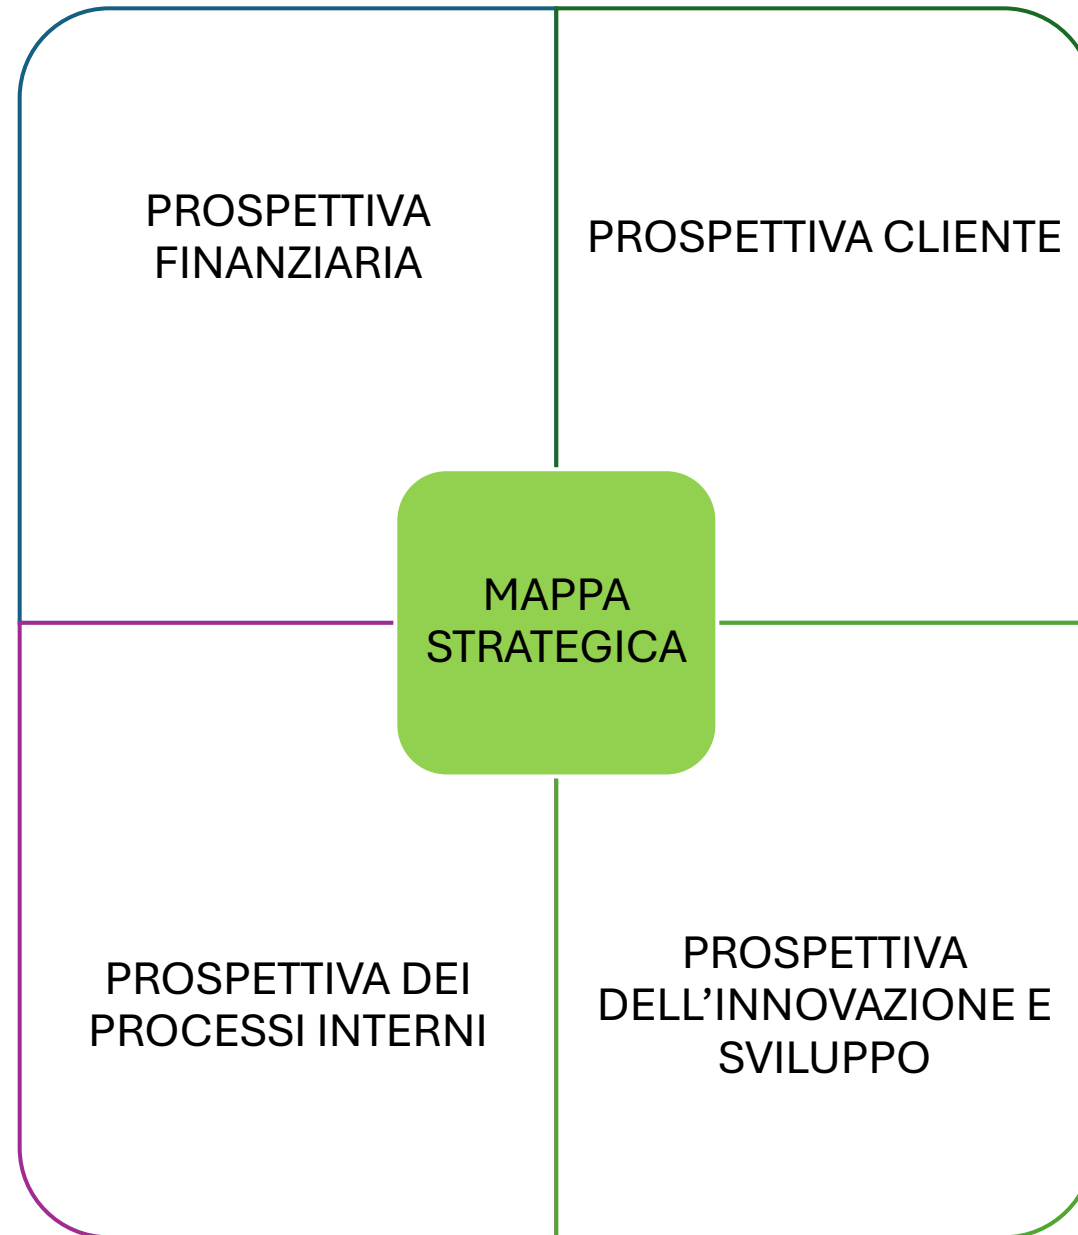 PROSPETTIVA
FINANZIARIA
PROSPETTIVA CLIENTE
MAPPA
STRATEGICA
PROSPETTIVA DEI
PROCESSI INTERNI
PROSPETTIVA
DELL’INNOVAZIONE E
SVILUPPO